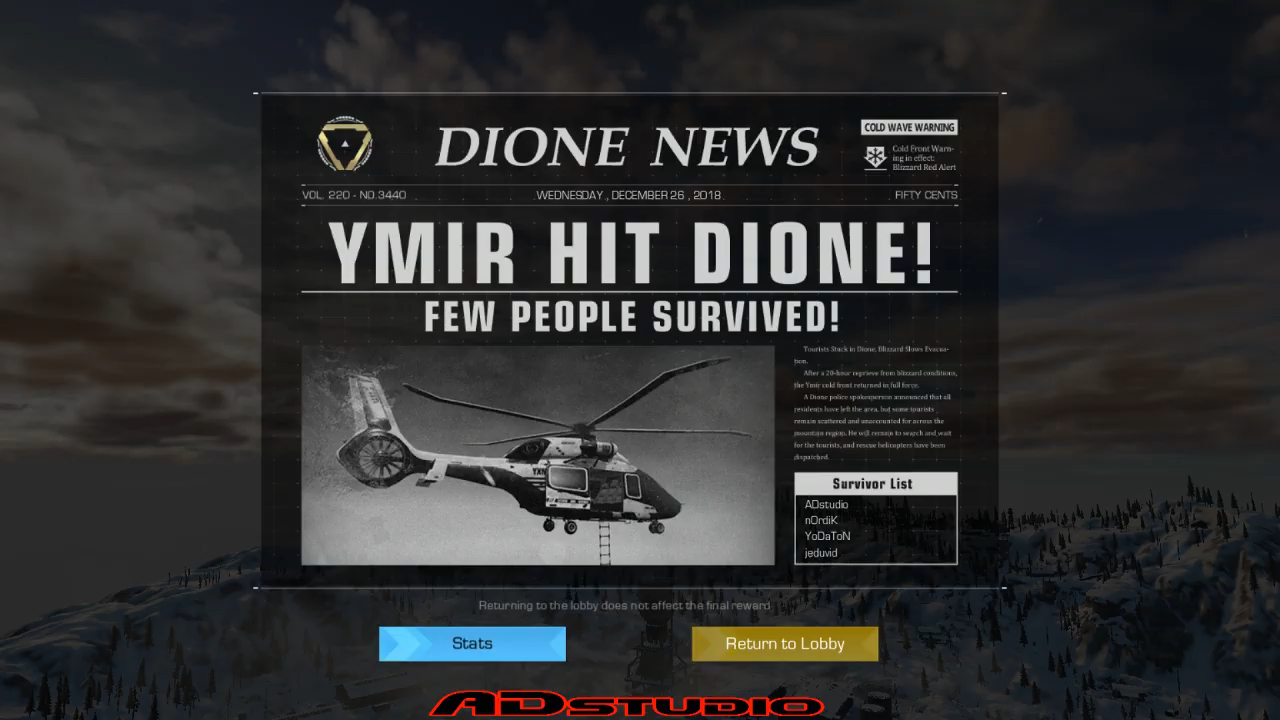 DIONE NEWS
COLD WAVE WARNING
Cold Front Warn-
ing in effect:
Blizzard Red Alert
VOL. 220 - NO.3440
WEDNESDAY , DECEMBER 26 , 2018
FIFTY CENTS
YMIR HIT DIONE!
FEW PEOPLE SURVIVED!
Tourists Stuck in Dione, Blizzard Slows Evacua-
tion.
After a 20-hour reprieve from blizzard conditions,
the Ymir cold front returned in full force.
A Dione police spokesperson announced that all
residents have left the area, but some tourists
remain scattered and unaccounted for across the
mountain region. He will remain to search and wait
for the tourists, and rescue helicopters have been
dispatched.
YAN
Survivor List
ADstudio
nOrdiK
YoDaToN
jeduvid
Returning to the lobby does not affect the final reward
Stats
Return to Lobby
ADstudio